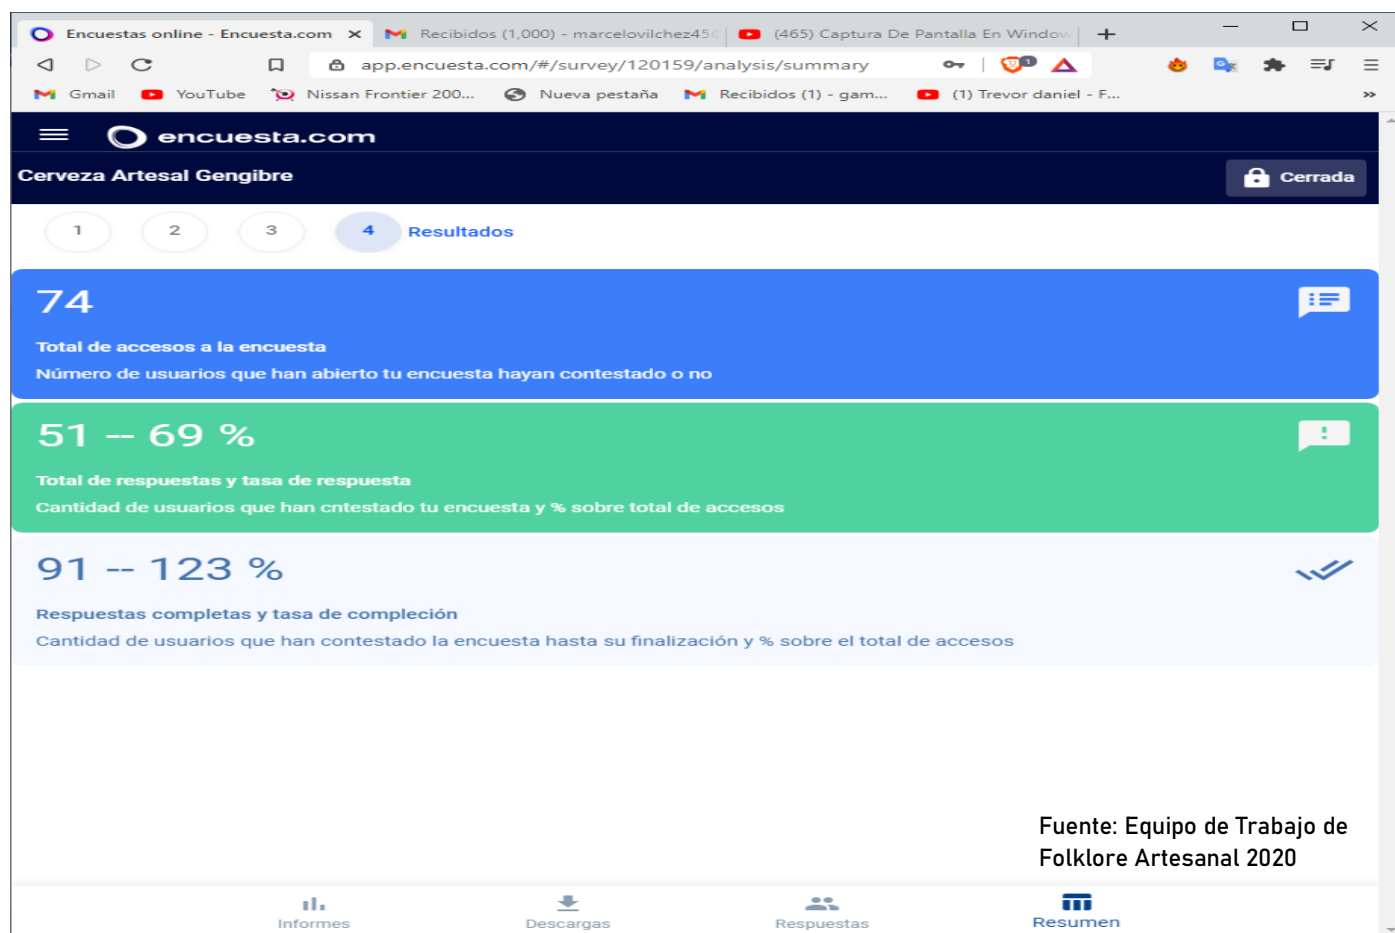 Encuestas online - Encuesta.com
Recibidos (1,000) - marcelovilchez45
(465) Captura De Pantalla En Window
app.encuesta.com/#/survey/120159/analysis/summary
1
Gmail
YouTube
Nissan Frontier 200...
Nueva pestaña
Recibidos (1) - gam...
(1) Trevor daniel - F...
encuesta.com
Cerveza Artesal Gengibre
Cerrada
1 2 3 4 Resultados
74
Total de accesos a la encuesta
Número de usuarios que han abierto tu encuesta hayan contestado o no
51 -- 69 %
Total de respuestas y tasa de respuesta
Cantidad de usuarios que han cntestado tu encuesta y % sobre total de accesos
91 -- 123 %
Respuestas completas y tasa de compleción
Cantidad de usuarios que han contestado la encuesta hasta su finalización y % sobre el total de accesos
Fuente: Equipo de Trabajo de
Folklore Artesanal 2020
Informes
Descargas
Respuestas
Resumen